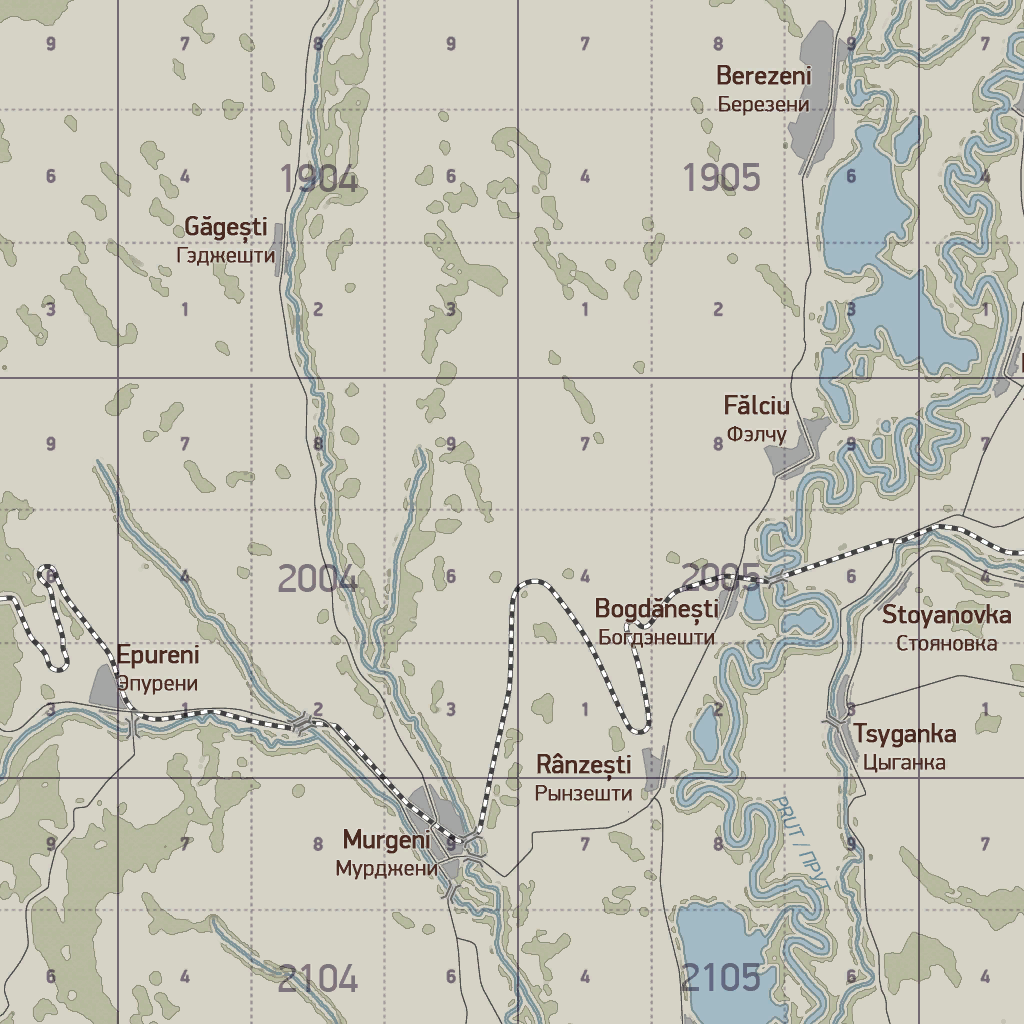 9 7 8 9 7 8 9 7
Berezeni
Березени
6 4 1904 6 4 1905 6 4
Găgești
Гэджешти
3 1 2 3 1 2 3 1
Fălciu
Фэлчу
9 7 8 9 7 8 9 7
6 4 2004 6 4 2005 6 4
Bogdănești
Богдэнешти
Stoyanovka
Стояновка
Epureni
Эпурени
3 1 2 3 1 2 3 1
Tsyganka
Цыганка
Rânzești
Рынзешти
PRUT / ПРУТ
Murgeni
Мурджени
9 7 8 9 7 8 9 7
6 4 2104 6 4 2105 6 4